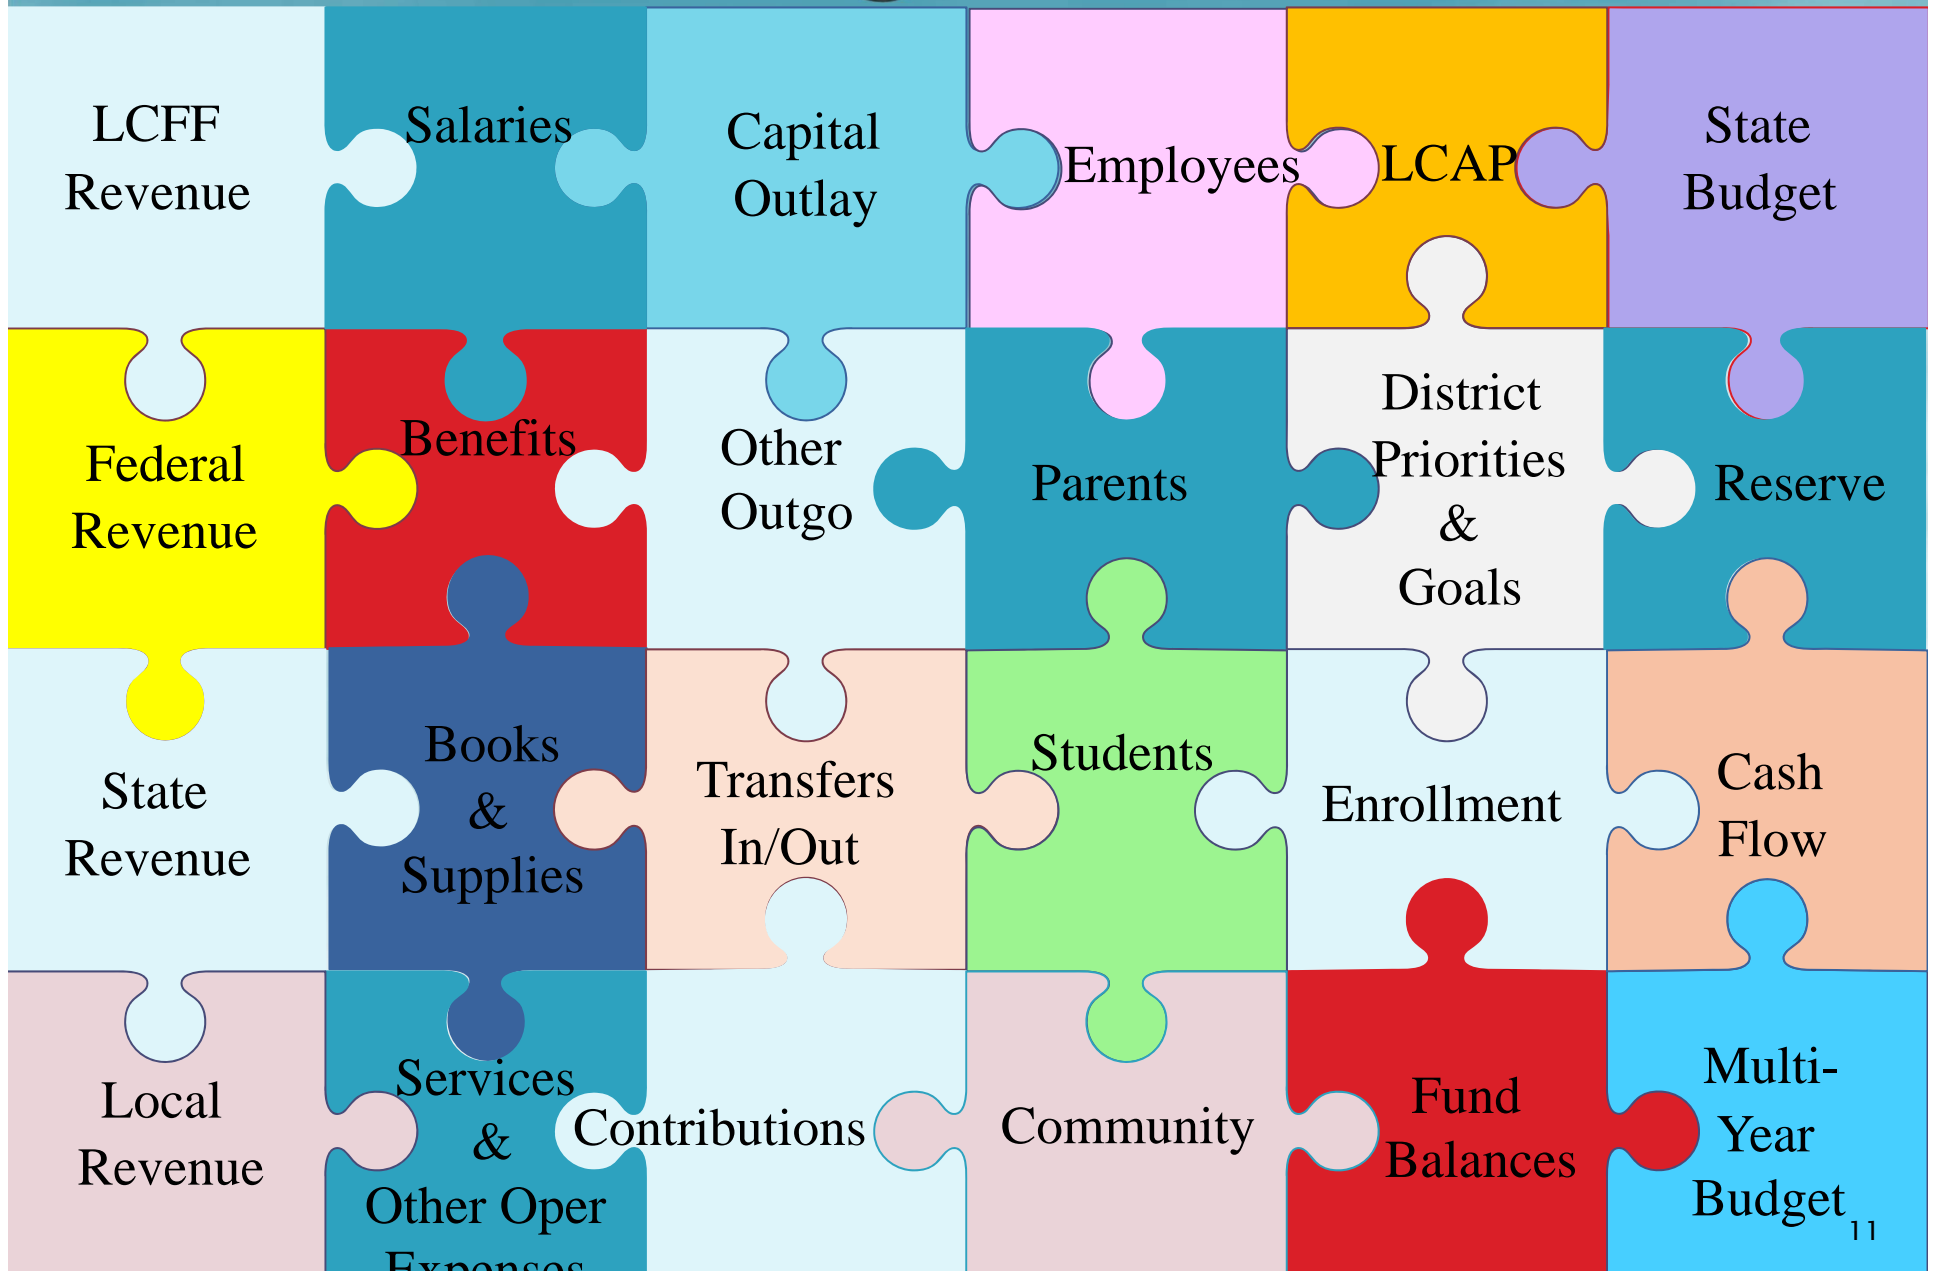 LCFF
Revenue
Salaries
Capital
Outlay
Employees
LCAP
State
Budget
Federal
Revenue
Benefits
Other
Outgo
Parents
District
Priorities
&
Goals
Reserve
State
Revenue
Books
&
Supplies
Transfers
In/Out
Students
Enrollment
Cash
Flow
Local
Revenue
Services
&
Other Oper
Expenses
Contributions
Community
Fund
Balances
Multi-
Year
Budget
11